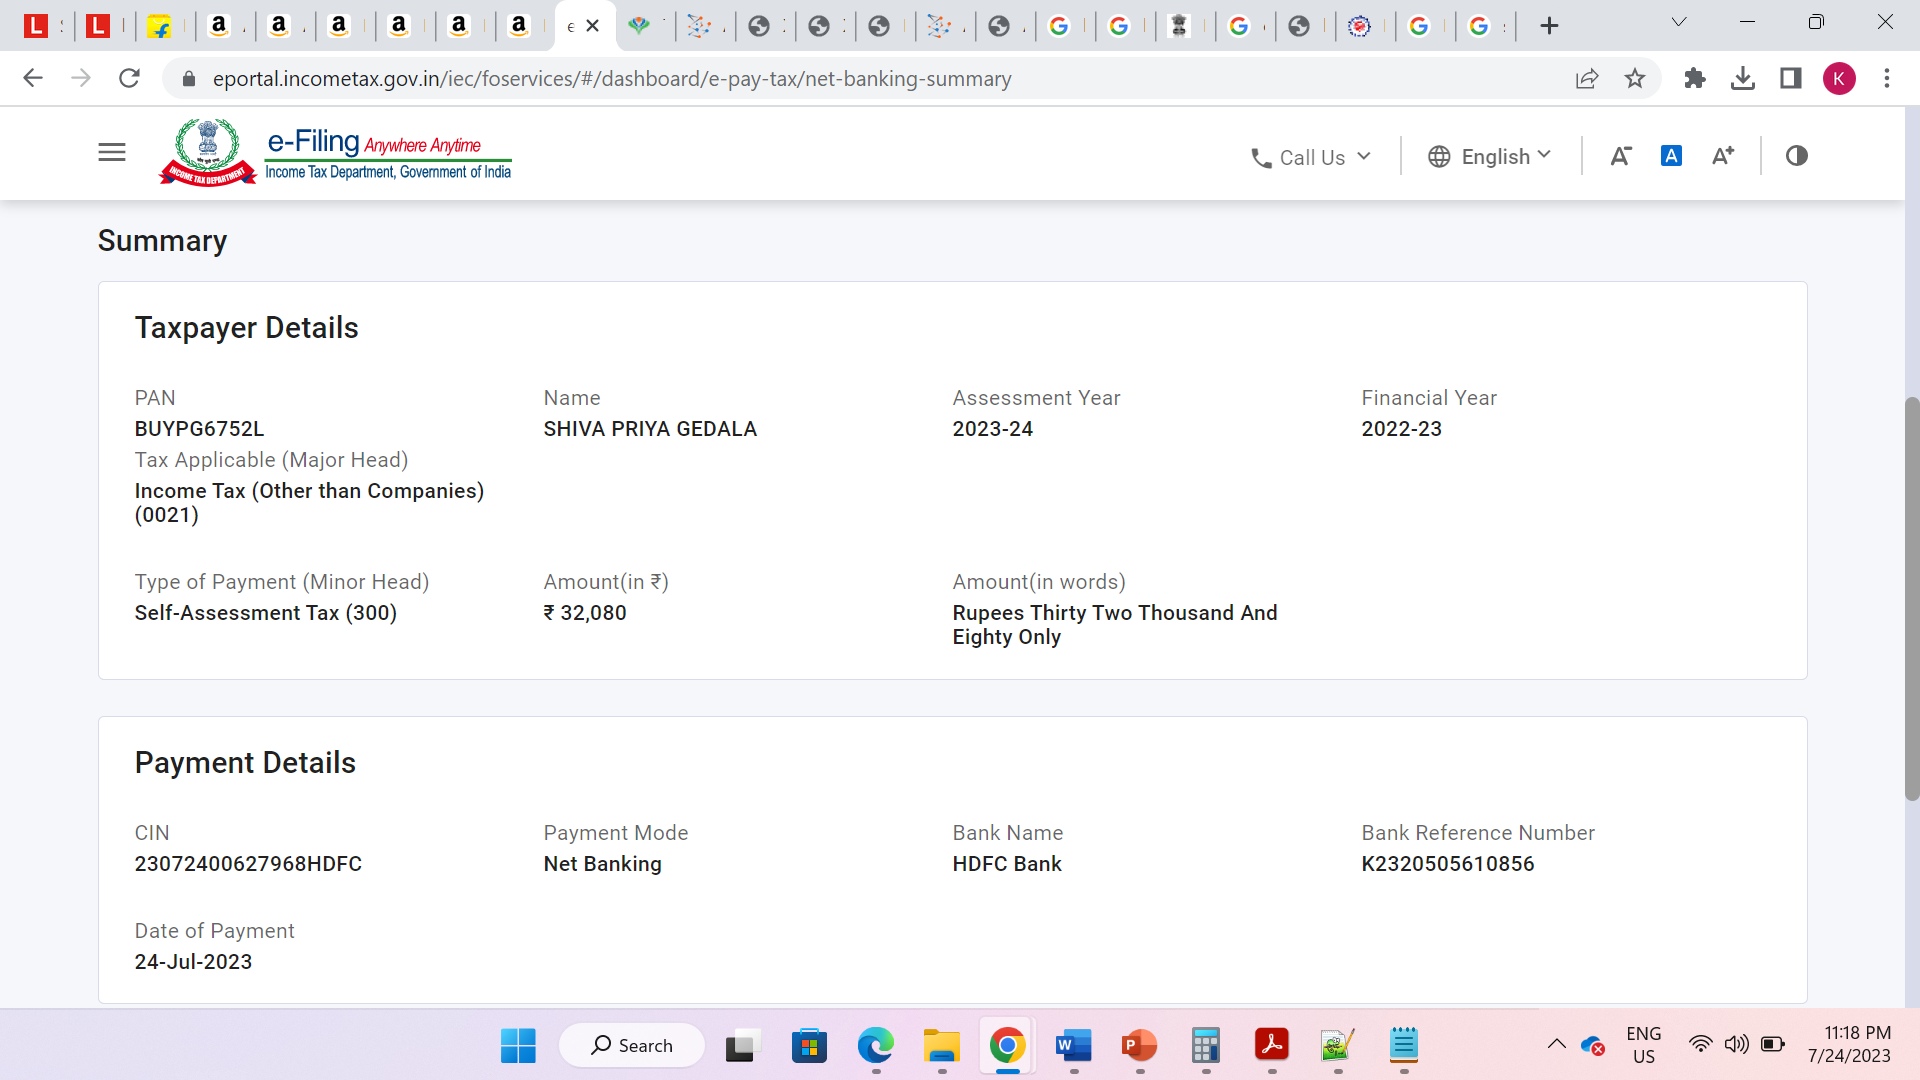 eportal.incometax.gov.in/iec/foservices/#/dashboard/e-pay-tax/net-banking-summary
K
e-Filing Anywhere Anytime
Income Tax Department, Government of India
INCOME TAX DEPARTMENT
Call Us
English
A-
A
A+
Summary
Taxpayer Details
PAN
BUYPG6752L
Name
SHIVA PRIYA GEDALA
Assessment Year
2023-24
Financial Year
2022-23
Tax Applicable (Major Head)
Income Tax (Other than Companies)
(0021)
Type of Payment (Minor Head)
Self-Assessment Tax (300)
Amount(in ₹)
₹ 32,080
Amount(in words)
Rupees Thirty Two Thousand And
Eighty Only
Payment Details
CIN
23072400627968HDFC
Payment Mode
Net Banking
Bank Name
HDFC Bank
Bank Reference Number
K2320505610856
Date of Payment
24-Jul-2023
Search
ENG
US
11:18 PM
7/24/2023